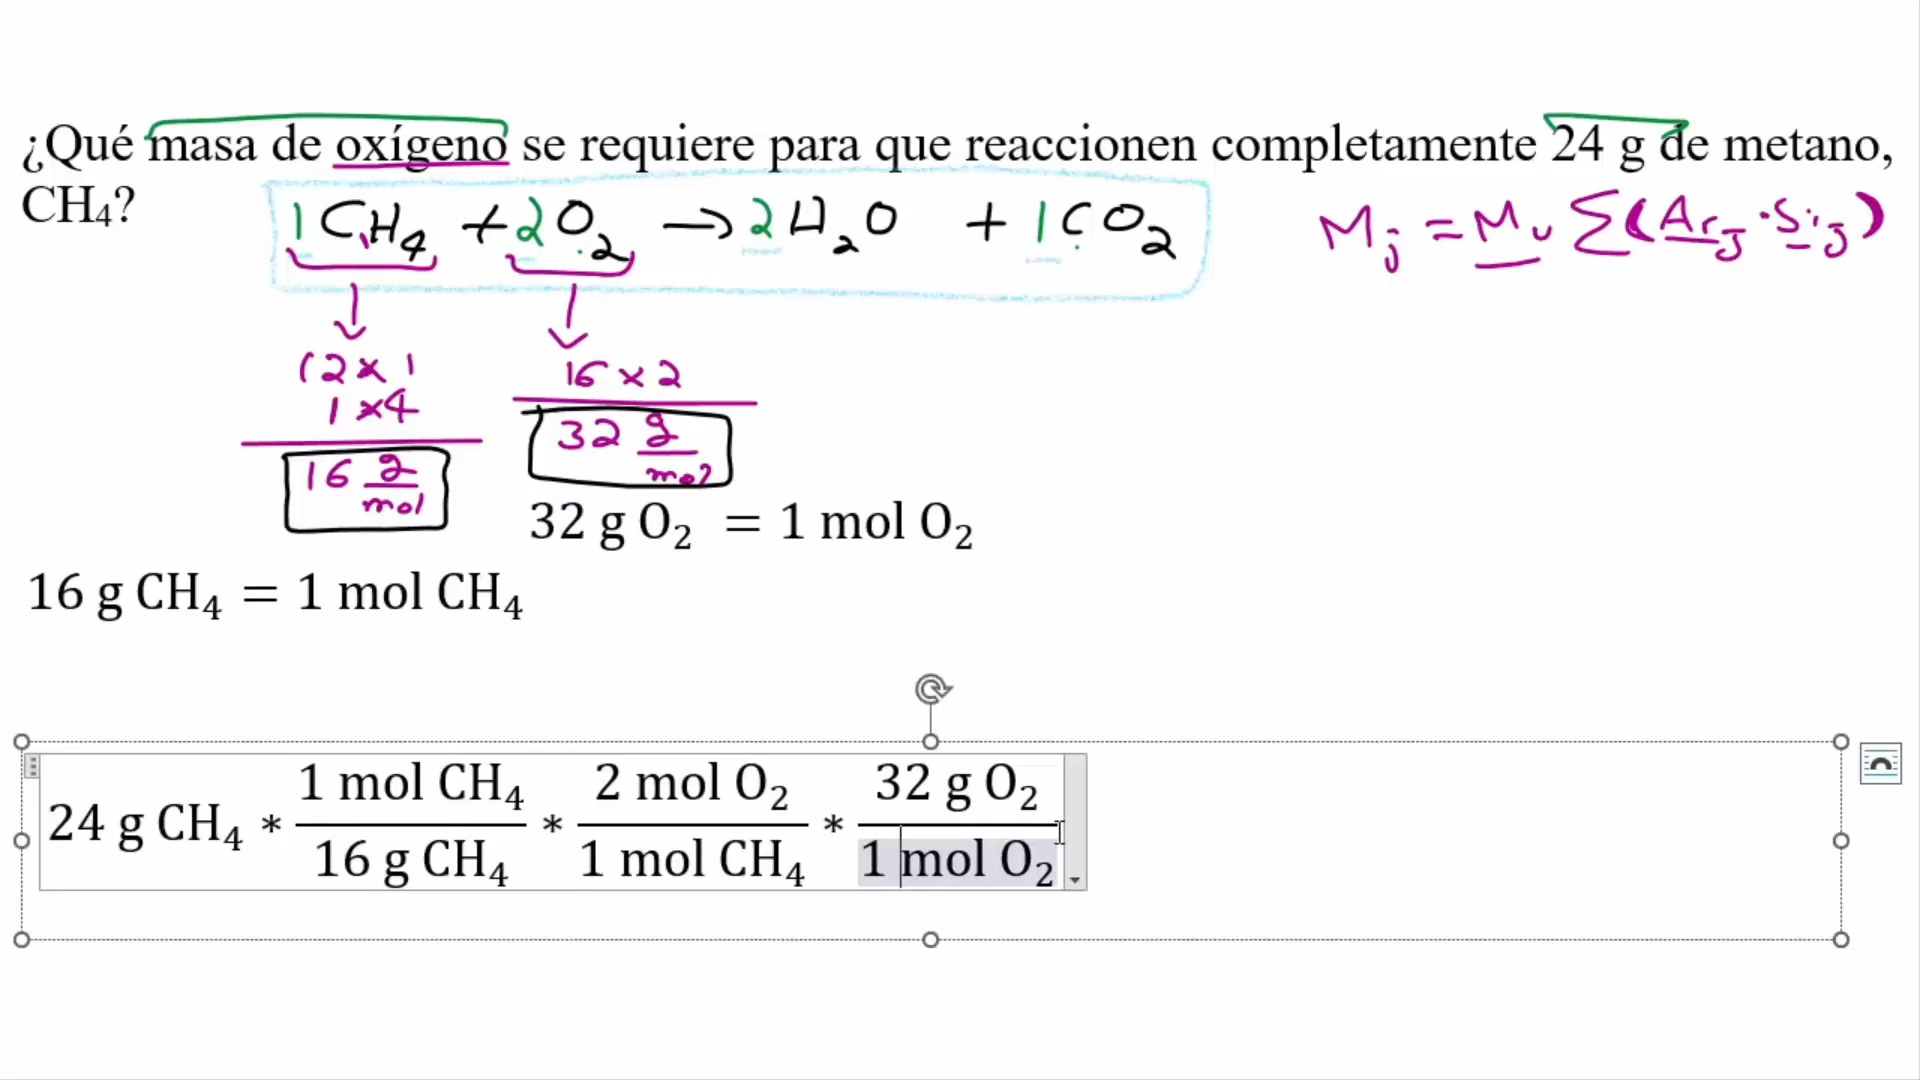 ¿Qué masa de oxígeno se requiere para que reaccionen completamente 24 g de metano,
CH₄?
1CH₄ + 2O₂ → 2H₂O + 1CO₂
Mⱼ = Mᵤ Σ(Arⱼ · Siⱼ)
12 x 1
1 x 4
16 g/mol
16 x 2
32 g/mol
32 g O₂ = 1 mol O₂
16 g CH₄ = 1 mol CH₄
24 g CH₄ * (1 mol CH₄)/(16 g CH₄) * (2 mol O₂)/(1 mol CH₄) * (32 g O₂)/(1 mol O₂)